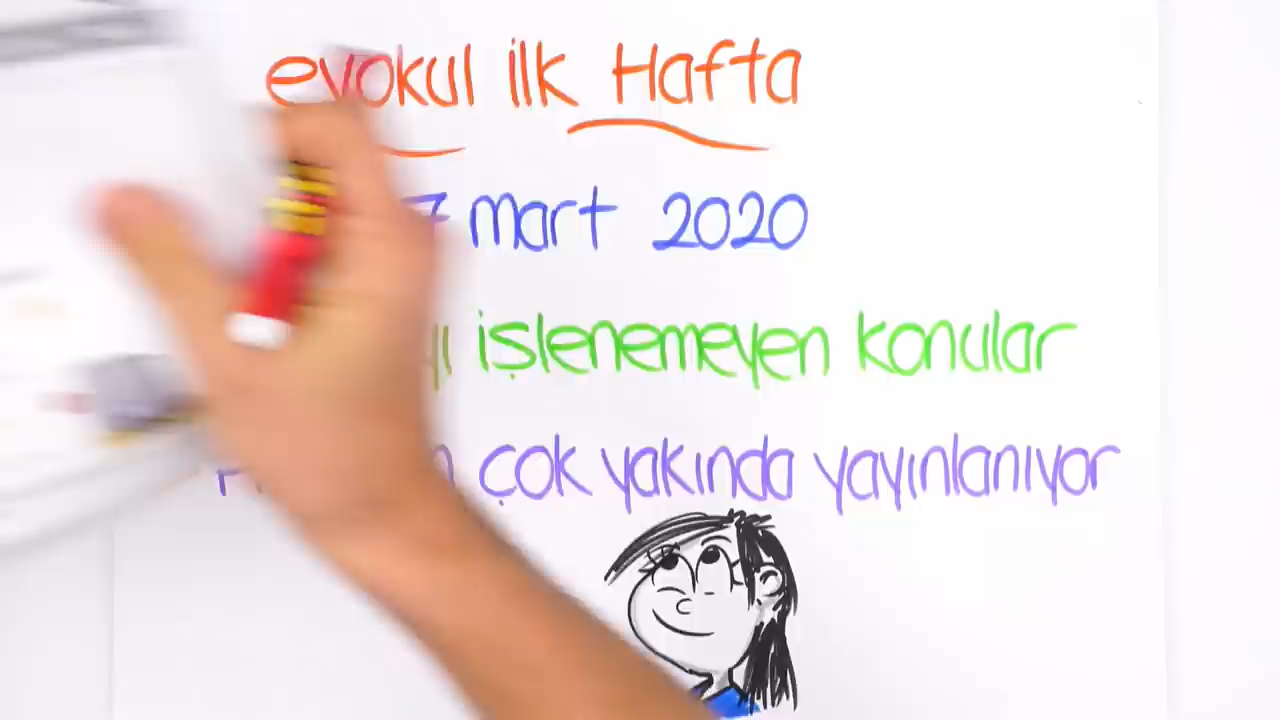 evokul ilk Hafta
mart 2020
işlenemeyen konular
çok yakında yayınlanıyor